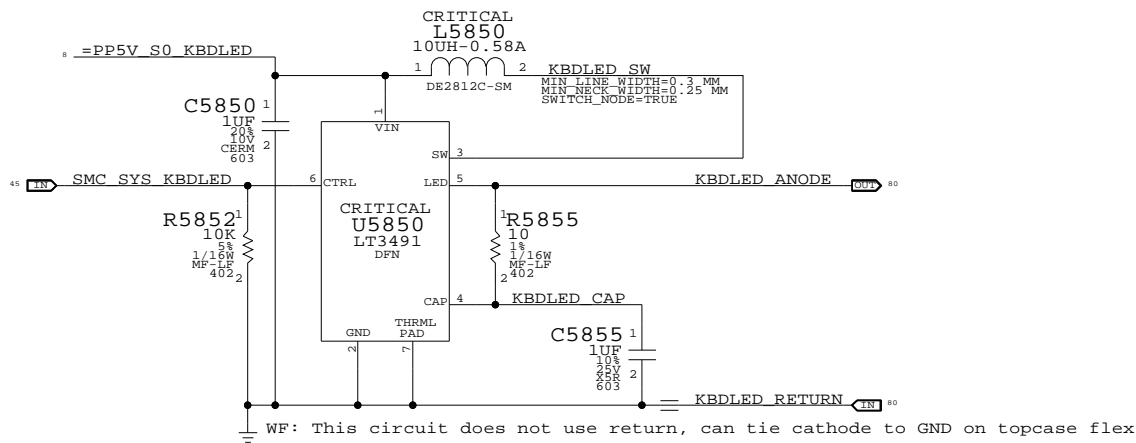 CRITICAL
L5850
10UH-0.58A
8 =PP5V_S0_KBDLED
1 2 KBDLED_SW
DE2812C-SM
MIN_LINE_WIDTH=0.3 MM
MIN_NECK_WIDTH=0.25 MM
SWITCH_NODE=TRUE
C5850 1
1UF
20%
10V
CERM 2
603
1
VIN
SW 3
45 IN SMC_SYS_KBDLED 6 CTRL
LED 5 KBDLED_ANODE OUT 80
CRITICAL
U5850
LT3491
DFN
R5852 1
10K
5%
1/16W
MF-LF
402 2
1 R5855
10
1%
1/16W
MF-LF
2 402
CAP 4 KBDLED_CAP
GND
THRML
PAD
2 7
C5855 1
1UF
10%
25V
X5R 2
603
KBDLED_RETURN IN 80
WF: This circuit does not use return, can tie cathode to GND on topcase flex